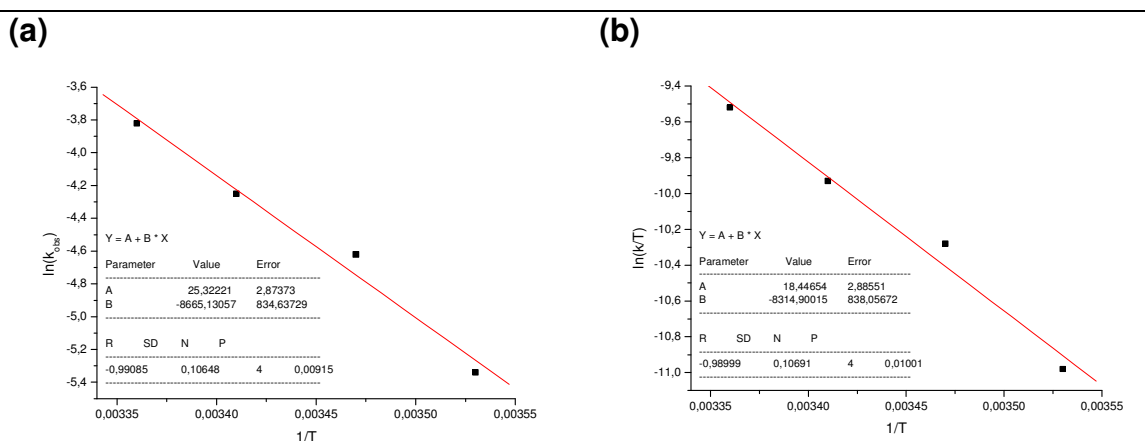 (a)
-3,6
-3,8
-4,0
-4,2
-4,4
-4,6
-4,8
-5,0
-5,2
-5,4
ln(k_obs)
Y = A + B * X
Parameter Value Error
------------------------------------------------------------
A 25,32221 2,87373
B -8665,13057 834,63729
------------------------------------------------------------
R SD N P
------------------------------------------------------------
-0,99085 0,10648 4 0,00915
------------------------------------------------------------
0,00335 0,00340 0,00345 0,00350 0,00355
1/T
(b)
-9,4
-9,6
-9,8
-10,0
-10,2
-10,4
-10,6
-10,8
-11,0
ln(k/T)
Y = A + B * X
Parameter Value Error
------------------------------------------------------------
A 18,44654 2,88551
B -8314,90015 838,05672
------------------------------------------------------------
R SD N P
------------------------------------------------------------
-0,98999 0,10691 4 0,01001
------------------------------------------------------------
0,00335 0,00340 0,00345 0,00350 0,00355
1/T